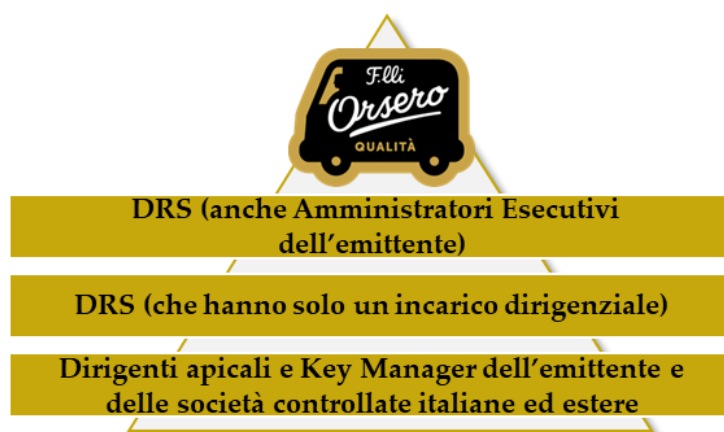 F.lli
Orsero
QUALITÀ
DRS (anche Amministratori Esecutivi
dell’emittente)
DRS (che hanno solo un incarico dirigenziale)
Dirigenti apicali e Key Manager dell’emittente e
delle società controllate italiane ed estere